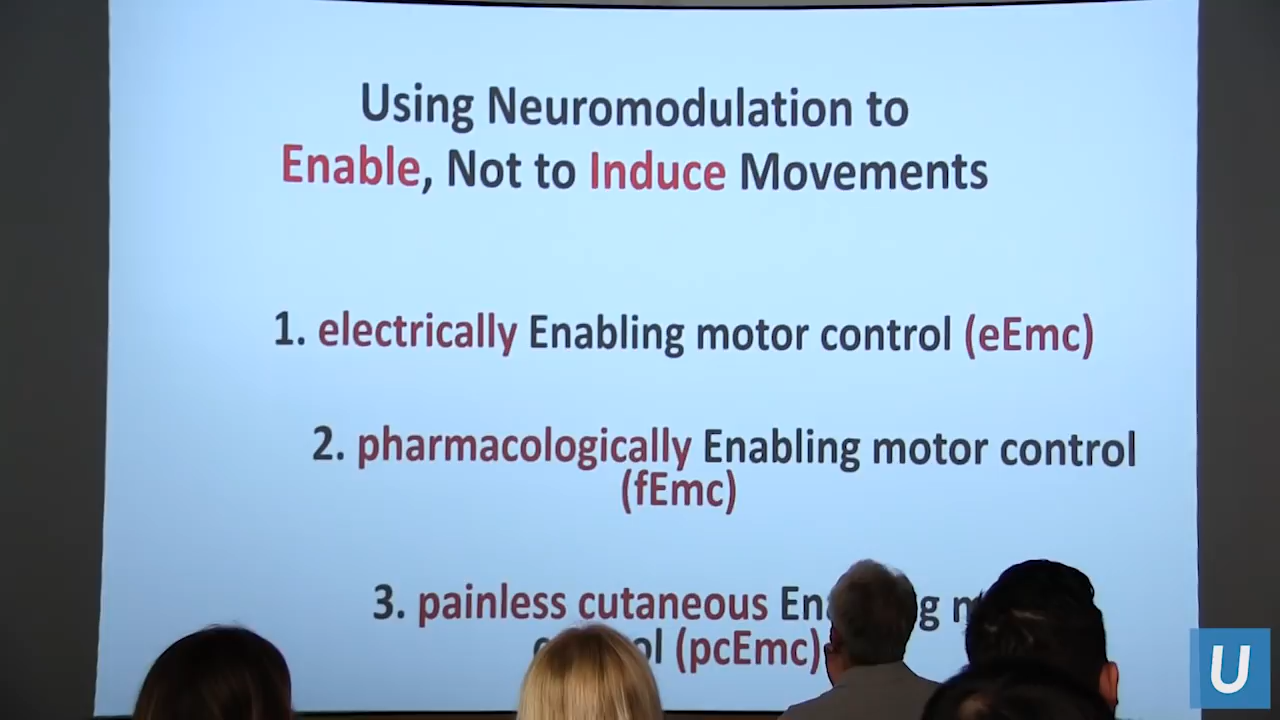 Using Neuromodulation to
Enable, Not to Induce Movements
1. electrically Enabling motor control (eEmc)
2. pharmacologically Enabling motor control
(fEmc)
3. painless cutaneous
(pcEmc)
U